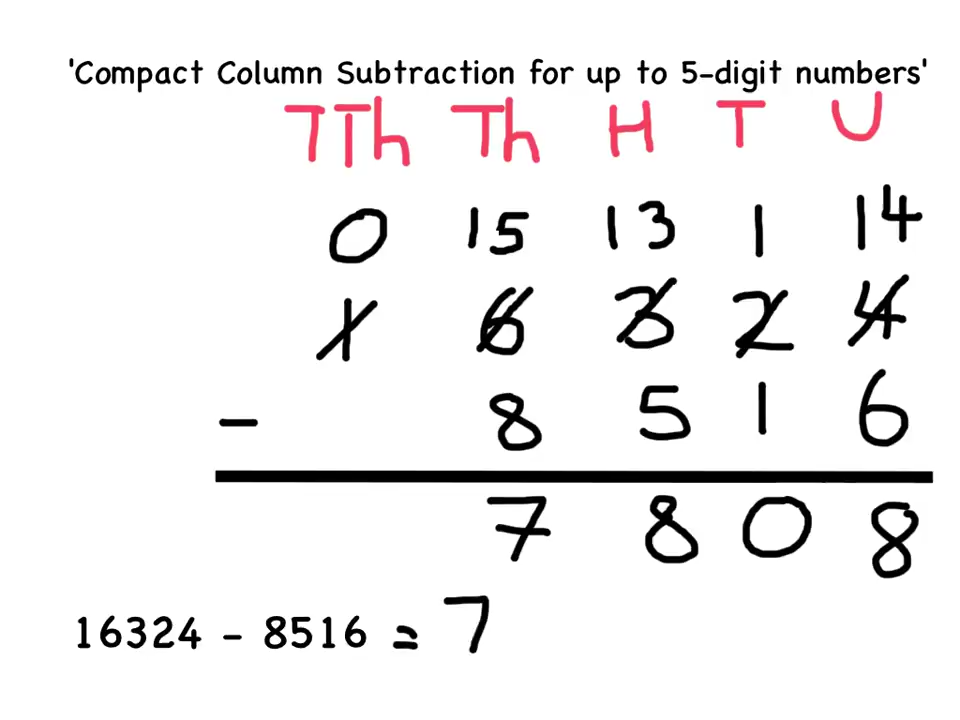 'Compact Column Subtraction for up to 5-digit numbers'
TTh Th H T U
0 15 13 1 14
1 6 3 2 4
- 8 5 1 6
7 8 0 8
16324 - 8516 = 7